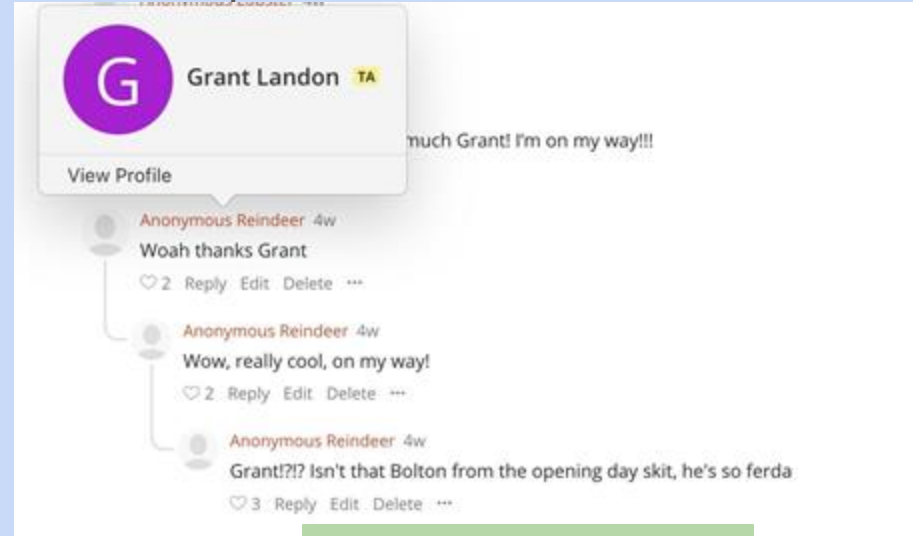 G
Grant Landon TA
much Grant! I'm on my way!!!
View Profile
Anonymous Reindeer 4w
Woah thanks Grant
2 Reply Edit Delete ...
Anonymous Reindeer 4w
Wow, really cool, on my way!
2 Reply Edit Delete ...
Anonymous Reindeer 4w
Grant!?!? Isn't that Bolton from the opening day skit, he's so ferda
3 Reply Edit Delete ...